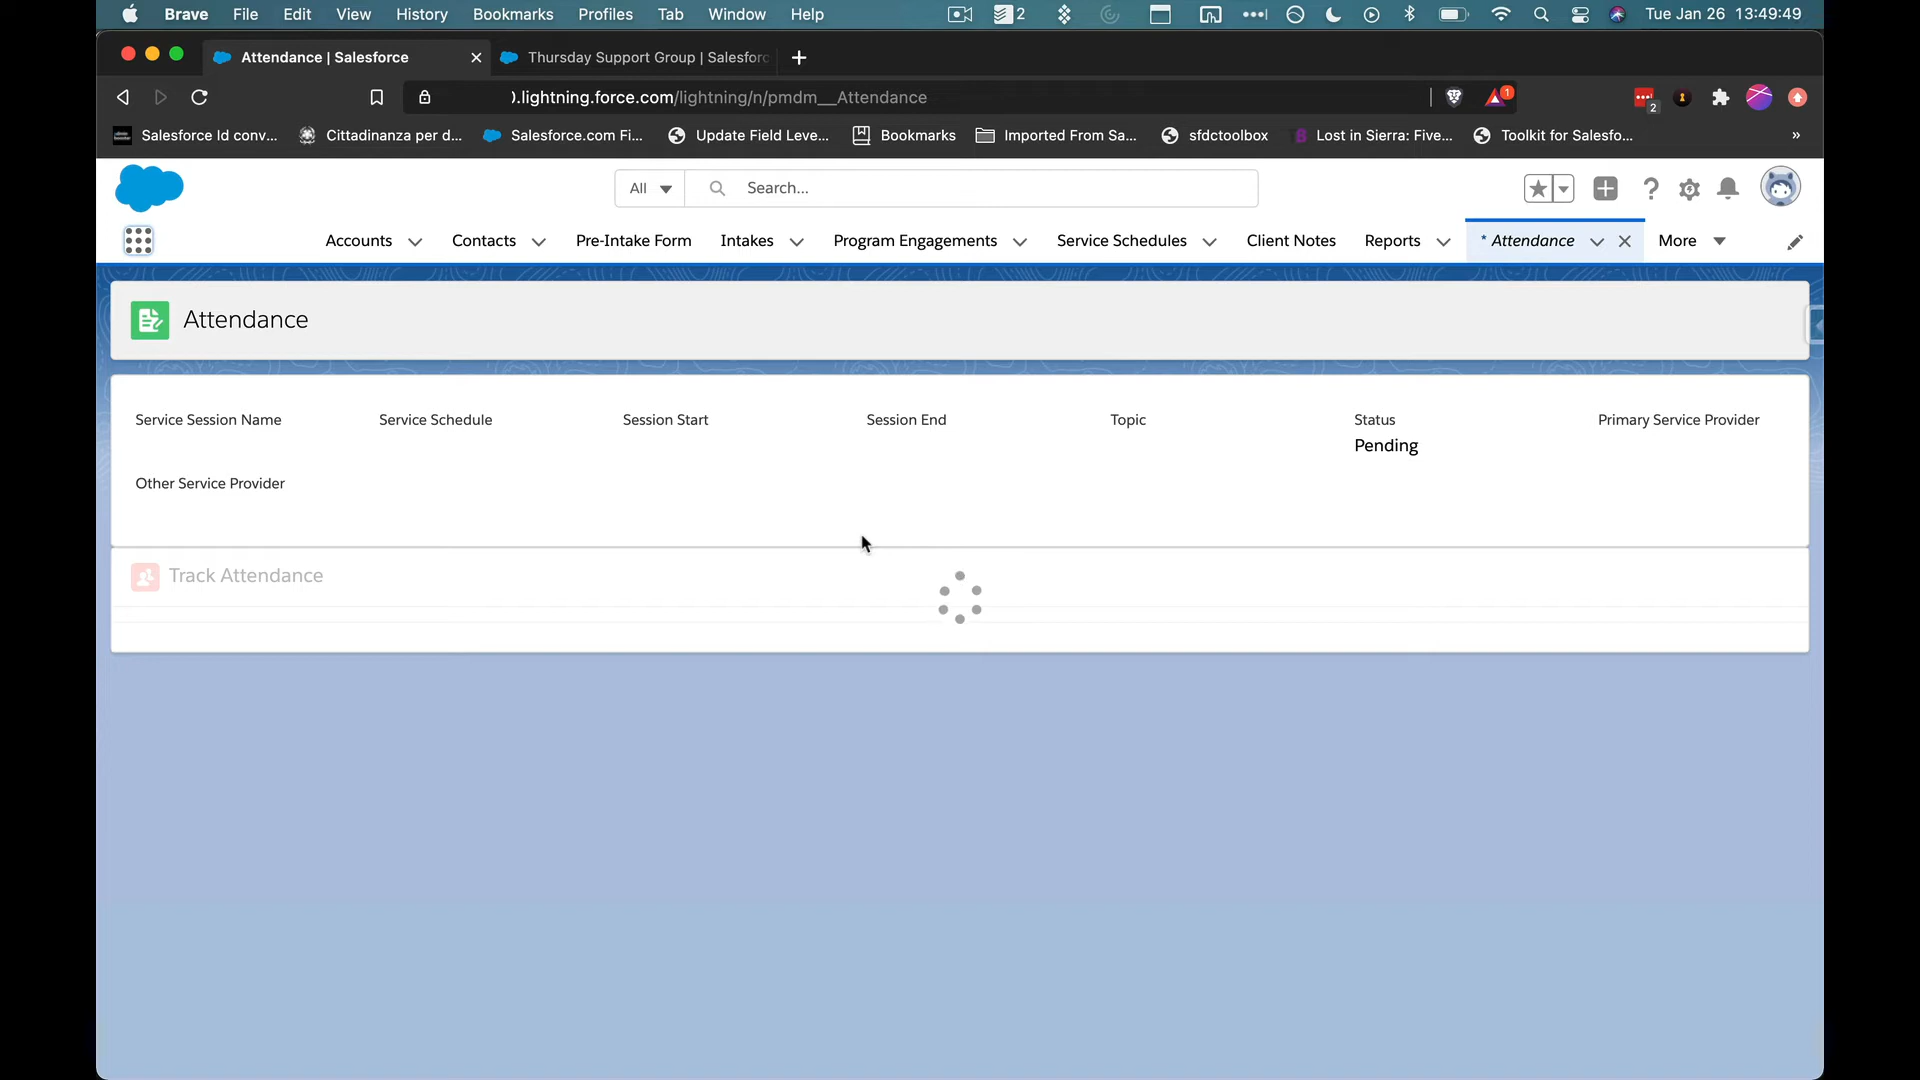 Brave File Edit View History Bookmarks Profiles Tab Window Help 2 Tue Jan 26 13:49:49
Attendance | Salesforce Thursday Support Group | Salesforc
).lightning.force.com/lightning/n/pmdm__Attendance 1 2
Salesforce Id conv... Cittadinanza per d... Salesforce.com Fi... Update Field Leve... Bookmarks Imported From Sa... sfdctoolbox Lost in Sierra: Five... Toolkit for Salesfo... »
All Search...
Accounts Contacts Pre-Intake Form Intakes Program Engagements Service Schedules Client Notes Reports * Attendance More
Attendance
Service Session Name Service Schedule Session Start Session End Topic Status Primary Service Provider
Pending
Other Service Provider
Track Attendance